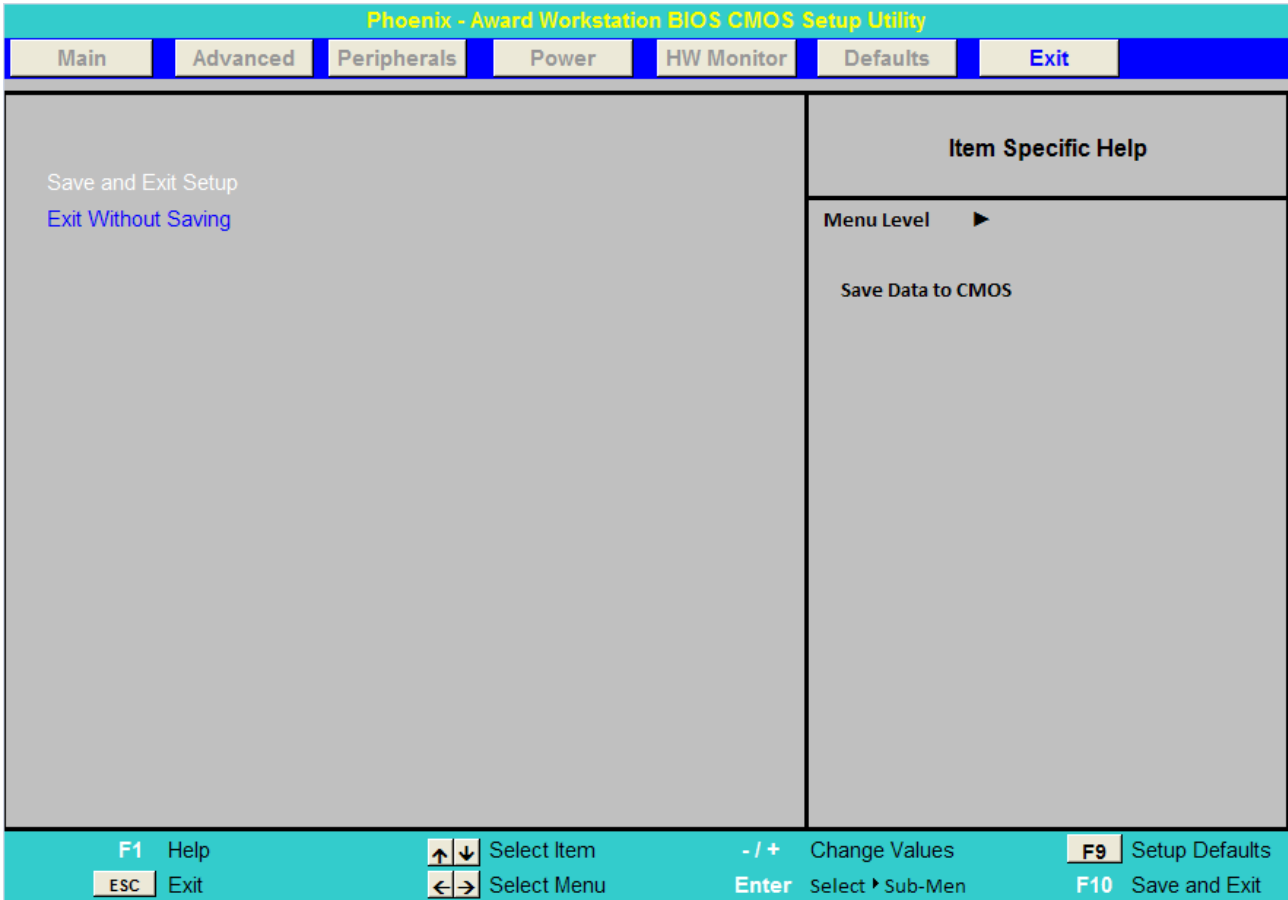 Phoenix - Award Workstation BIOS CMOS Setup Utility
Main Advanced Peripherals Power HW Monitor Defaults Exit
Save and Exit Setup
Exit Without Saving
Item Specific Help
Menu Level ►
Save Data to CMOS
F1 Help ↑↓ Select Item - / + Change Values F9 Setup Defaults
ESC Exit ←→ Select Menu Enter Select ▸ Sub-Men F10 Save and Exit